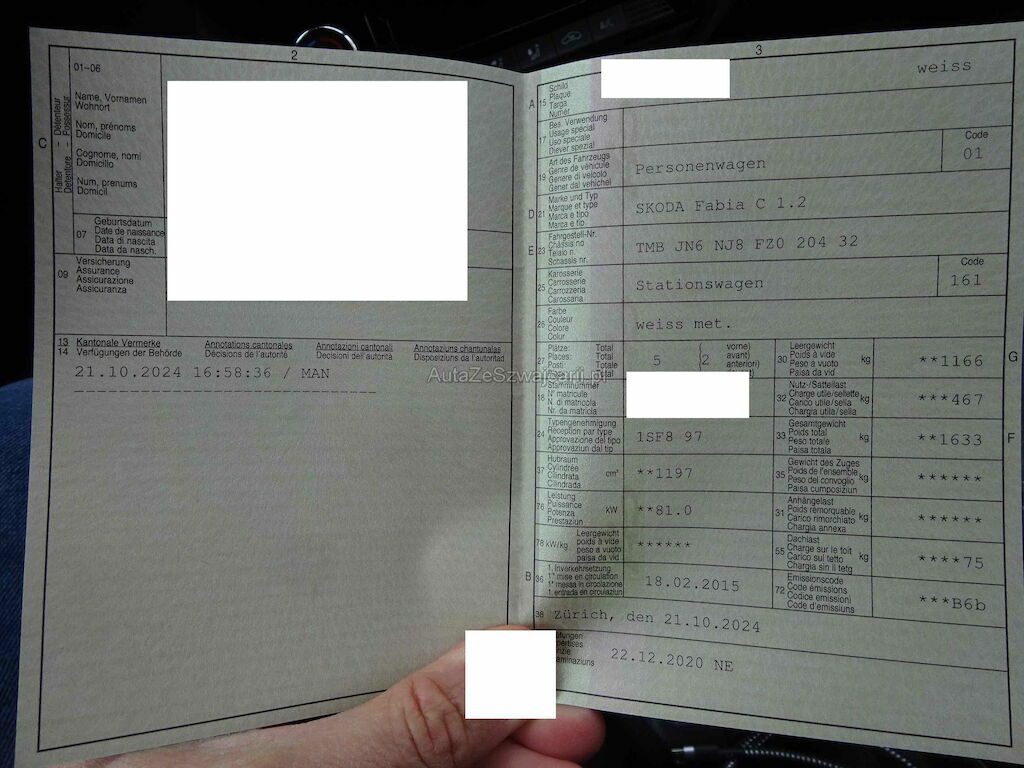 2
01–06
C
Halter – Détenteur
Detentore – Possessur
Name, Vornamen
Wohnort
Nom, prénoms
Domicile
Cognome, nomi
Domicilio
Num, prenums
Domicil
07
Geburtsdatum
Date de naissance
Data di nascita
Data da nasch.
09
Versicherung
Assurance
Assicurazione
Assicuranza
13 Kantonale Vermerke Annotations cantonales Annotazioni cantonali Annotaziuns chantunalas
14 Verfügungen der Behörde Décisions de l'autorité Decisioni dell'autorità Disposiziuns da l'autoritad
21.10.2024 16:58:36 / MAN
AutaZeSzwajcarii.pl
3
A 15
Schild
Plaque
Targa
Numer
weiss
17
Bes. Verwendung
Usage spécial
Uso speciale
Diever spezial
19
Art des Fahrzeugs
Genre de véhicule
Genere di veicolo
Gener dal vehichel
Personenwagen
Code
01
D 21
Marke und Typ
Marque et type
Marca e tipo
Marca e tip
SKODA Fabia C 1.2
E 23
Fahrgestell-Nr.
Châssis no
Telaio n.
Schassis nr.
TMB JN6 NJ8 FZ0 204 32
25
Karosserie
Carrosserie
Carrozzeria
Carossaria
Stationswagen
Code
161
26
Farbe
Couleur
Colore
Colur
weiss met.
27
Plätze: Total
Places: Total
Posti: Totale
Total
5 (2
vorne)
avant)
anteriori)
30
Leergewicht
Poids à vide
Peso a vuoto
Paisa da vid
kg
**1166
G
18
Stammnummer
N° matricule
N. di matricola
Nr. da matricla
32
Nutz-/Sattellast
Charge utile/sellette
Carico utile/sella
Chargia utila/sella
kg
***467
24
Typengenehmigung
Réception par type
Approvazione del tipo
Approvaziun dal tip
1SF8 97
33
Gesamtgewicht
Poids total
Peso totale
Paisa totala
kg
**1633
F
37
Hubraum
Cylindrée
Cilindrata
Cilindrada
cm³
**1197
35
Gewicht des Zuges
Poids de l'ensemble
Peso del convoglio
Paisa cumposiziun
kg
******
76
Leistung
Puissance
Potenza
Prestaziun
kW
**81.0
31
Anhängelast
Poids remorquable
Carico rimorchiato
Chargia annexa
kg
******
78 kW/kg
Leergewicht
poids à vide
peso a vuoto
paisa da vid
******
55
Dachlast
Charge sur le toit
Carico sul tetto
Chargia sin il tetg
kg
****75
B 36
1. Inverkehrsetzung
1re mise en circulation
1a messa in circolazione
1. entrada en circulaziun
18.02.2015
72
Emissionscode
Code émissions
Codice emissioni
Code d'emissiuns
***B6b
38
Zürich, den 21.10.2024
22.12.2020 NE